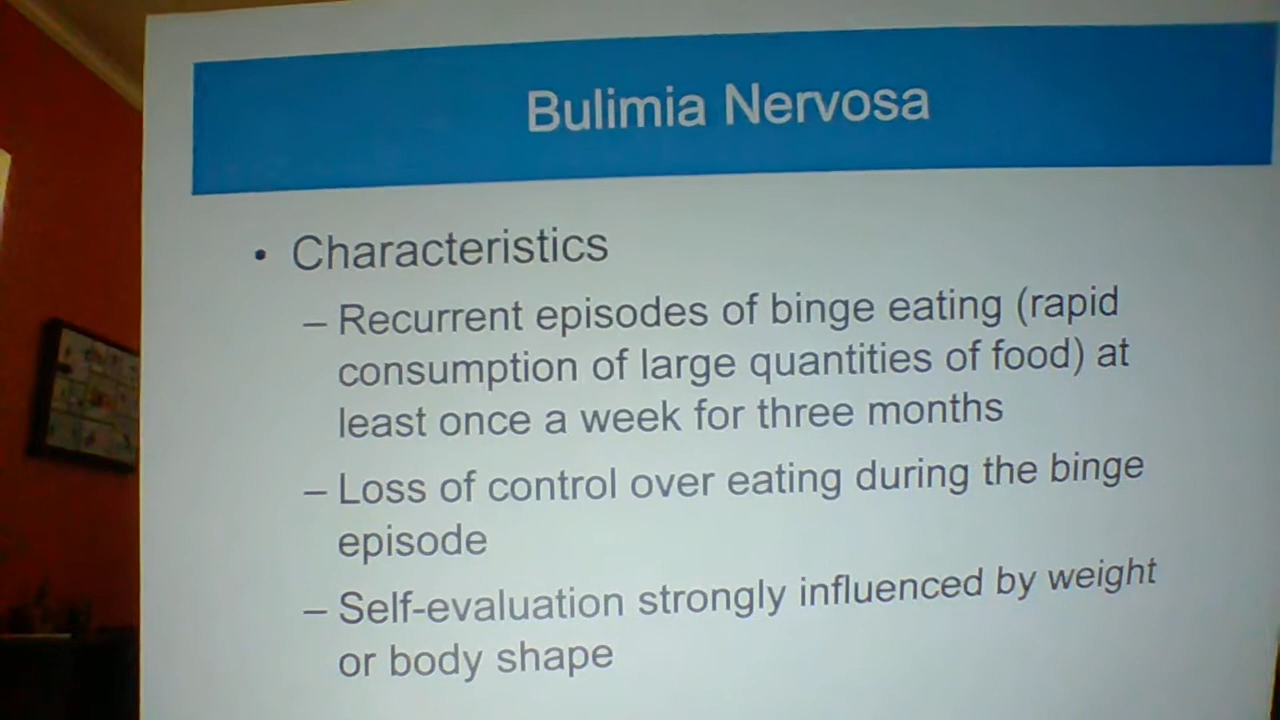 Bulimia Nervosa
• Characteristics
– Recurrent episodes of binge eating (rapid
consumption of large quantities of food) at
least once a week for three months
– Loss of control over eating during the binge
episode
– Self-evaluation strongly influenced by weight
or body shape